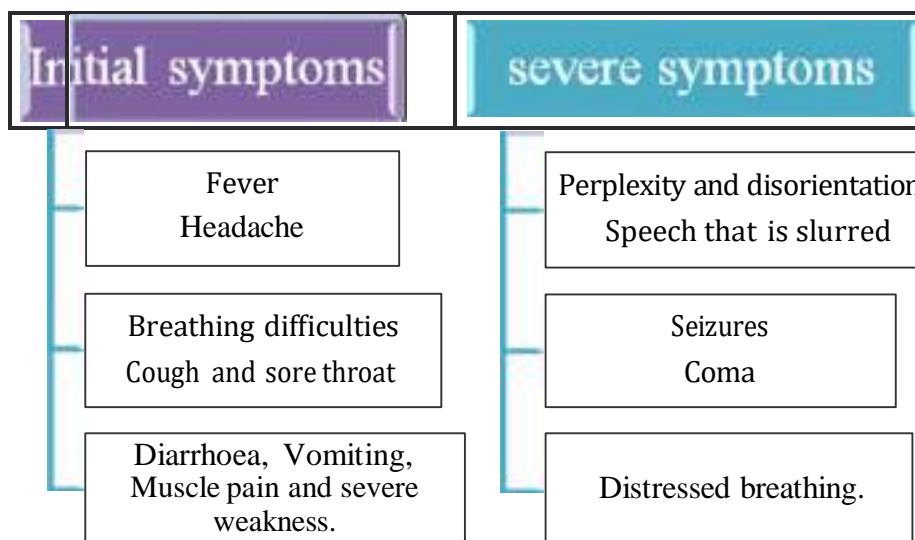 Initial symptoms
Fever
Headache
Breathing difficulties
Cough and sore throat
Diarrhoea, Vomiting,
Muscle pain and severe
weakness.
severe symptoms
Perplexity and disorientation
Speech that is slurred
Seizures
Coma
Distressed breathing.